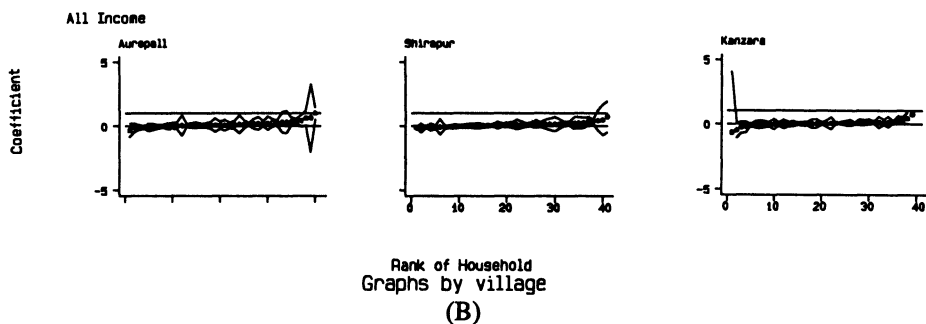 All Income
Aurepall
Shirapur
Kanzara
Coefficient
5
0
-5
0 10 20 30 40
5
0
-5
0 10 20 30 40
Rank of Household
Graphs by village
(B)